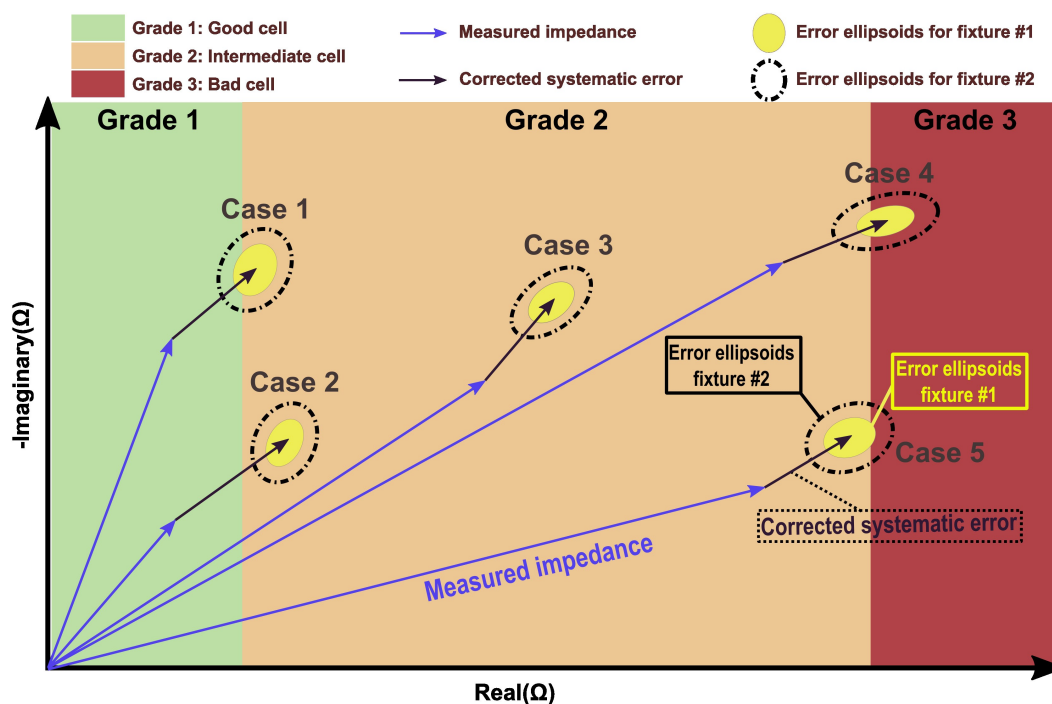 Grade 1: Good cell
Grade 2: Intermediate cell
Grade 3: Bad cell
Measured impedance
Corrected systematic error
Error ellipsoids for fixture #1
Error ellipsoids for fixture #2
Grade 1
Grade 2
Grade 3
Case 1
Case 2
Case 3
Case 4
Error ellipsoids
fixture #2
Error ellipsoids
fixture #1
Case 5
Corrected systematic error
Measured impedance
-Imaginary(Ω)
Real(Ω)